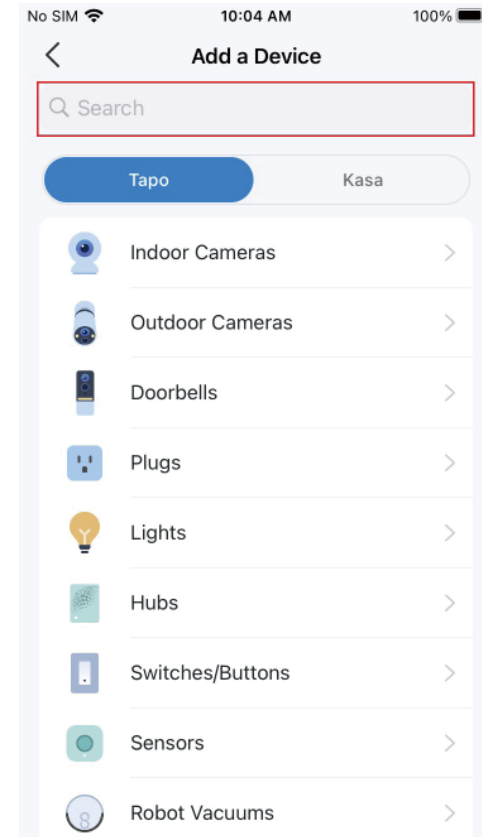 No SIM 10:04 AM 100%
Add a Device
Search
Tapo Kasa
Indoor Cameras
Outdoor Cameras
Doorbells
Plugs
Lights
Hubs
Switches/Buttons
Sensors
8
Robot Vacuums